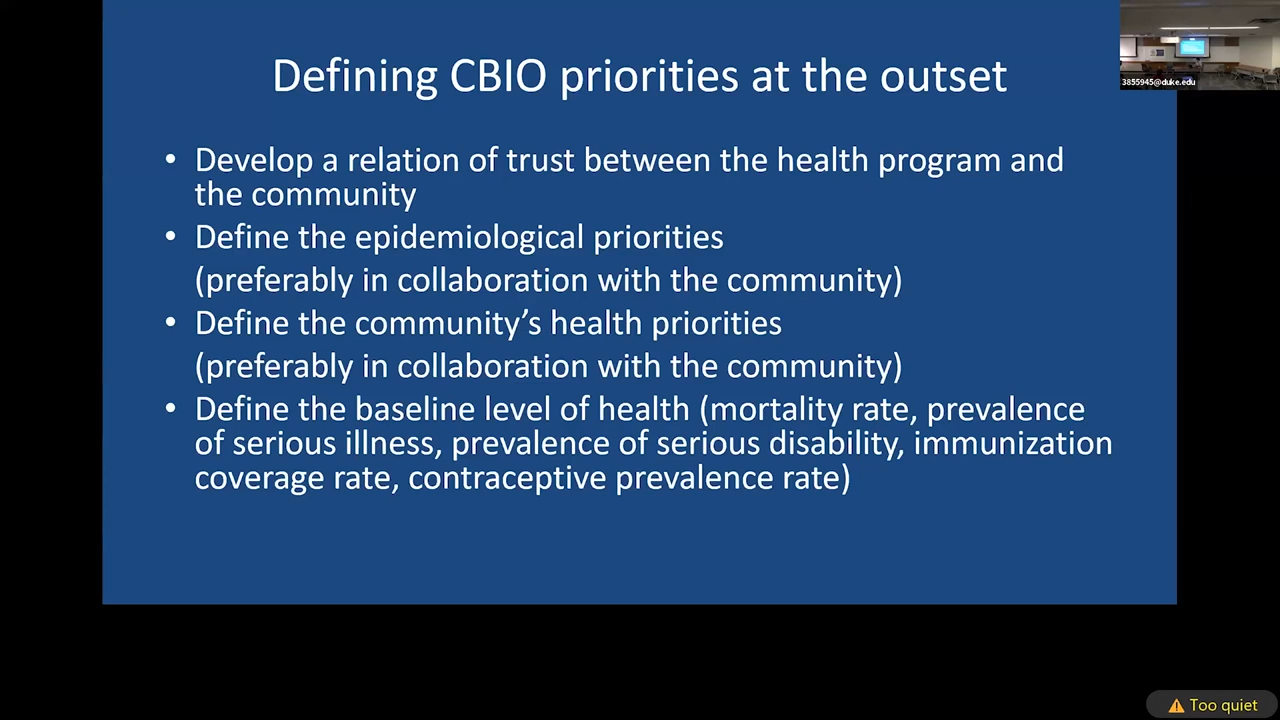 Defining CBIO priorities at the outset
3855945@duke.edu
• Develop a relation of trust between the health program and
the community
• Define the epidemiological priorities
(preferably in collaboration with the community)
• Define the community’s health priorities
(preferably in collaboration with the community)
• Define the baseline level of health (mortality rate, prevalence
of serious illness, prevalence of serious disability, immunization
coverage rate, contraceptive prevalence rate)
Too quiet